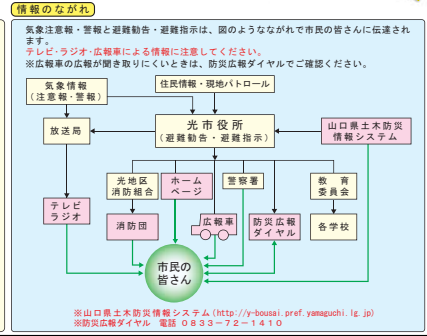 情報のながれ
気象注意報・警報と避難勧告・避難指示は、図のようなながれで市民の皆さんに伝達され
ます。
テレビ・ラジオ・広報車による情報に注意してください。
※広報車の広報が聞き取りにくいときは、防災広報ダイヤルでご確認ください。
気象情報
(注意報・警報)
住民情報・現地パトロール
放送局
光市役所
(避難勧告・避難指示)
山口県土木防災
情報システム
光地区
消防組合
ホーム
ページ
警察署
教育
委員会
テレビ
ラジオ
消防団
広報車
防災広報
ダイヤル
各学校
市民の
皆さん
※山口県土木防災情報システム(http://y-bousai.pref.yamaguchi.lg.jp)
※防災広報ダイヤル 電話 0833-72-1410